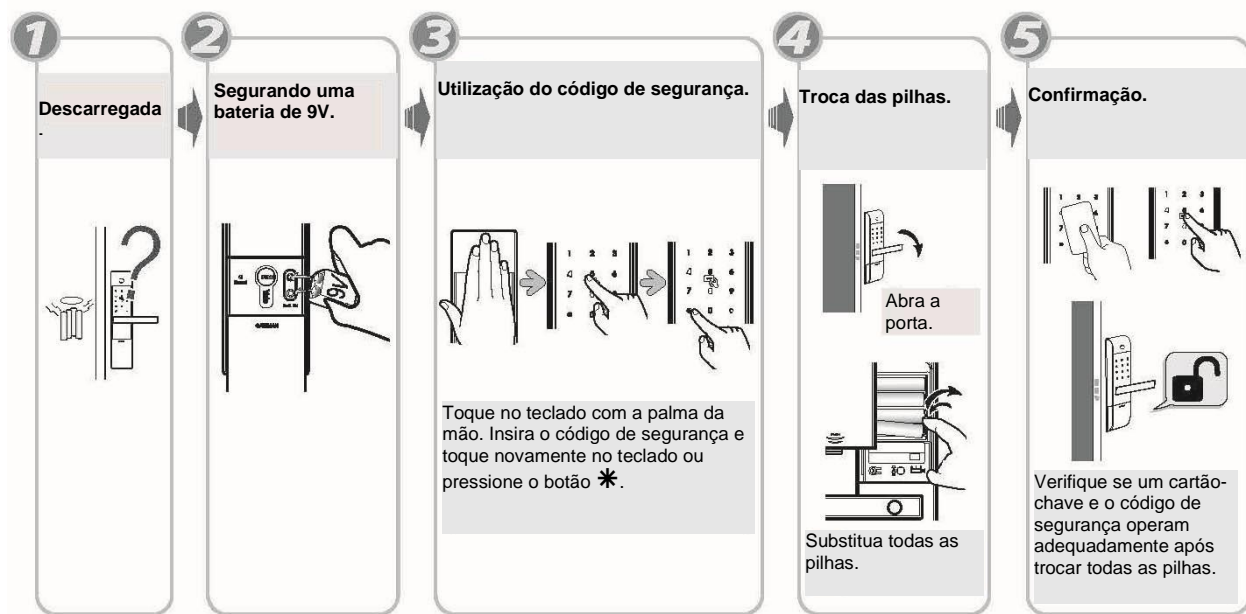 1
Descarregada
.
2
Segurando uma
bateria de 9V.
9V
3
Utilização do código de segurança.
Toque no teclado com a palma da
mão. Insira o código de segurança e
toque novamente no teclado ou
pressione o botão *.
4
Troca das pilhas.
Abra a
porta.
Substitua todas as
pilhas.
5
Confirmação.
Verifique se um cartão-
chave e o código de
segurança operam
adequadamente após
trocar todas as pilhas.